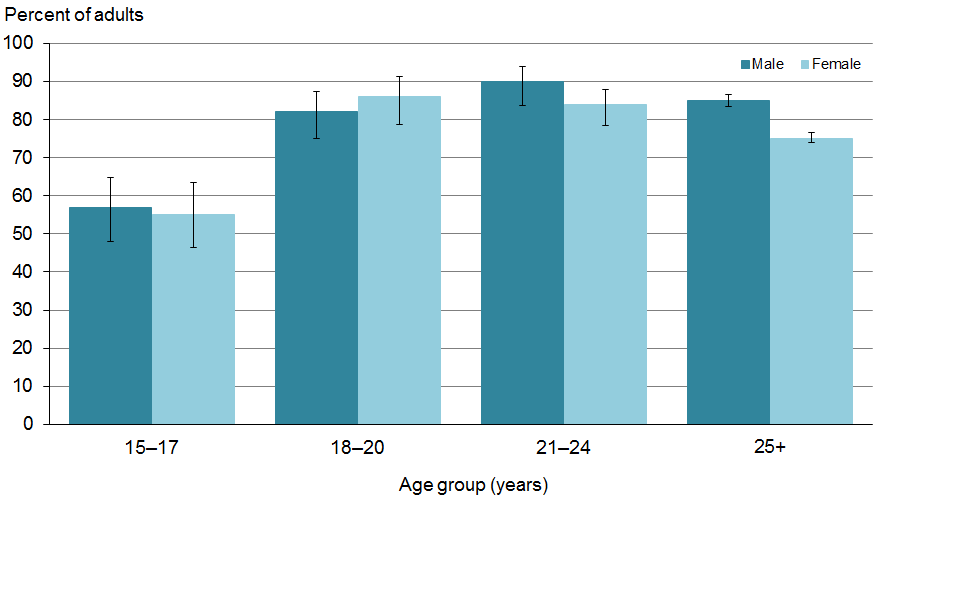 Percent of adults
100
Male Female
90
80
70
60
50
40
30
20
10
0
15–17 18–20 21–24 25+
Age group (years)